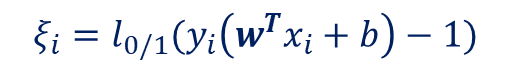 ξᵢ = l₀/₁(yᵢ(𝒘ᵀxᵢ + b) − 1)